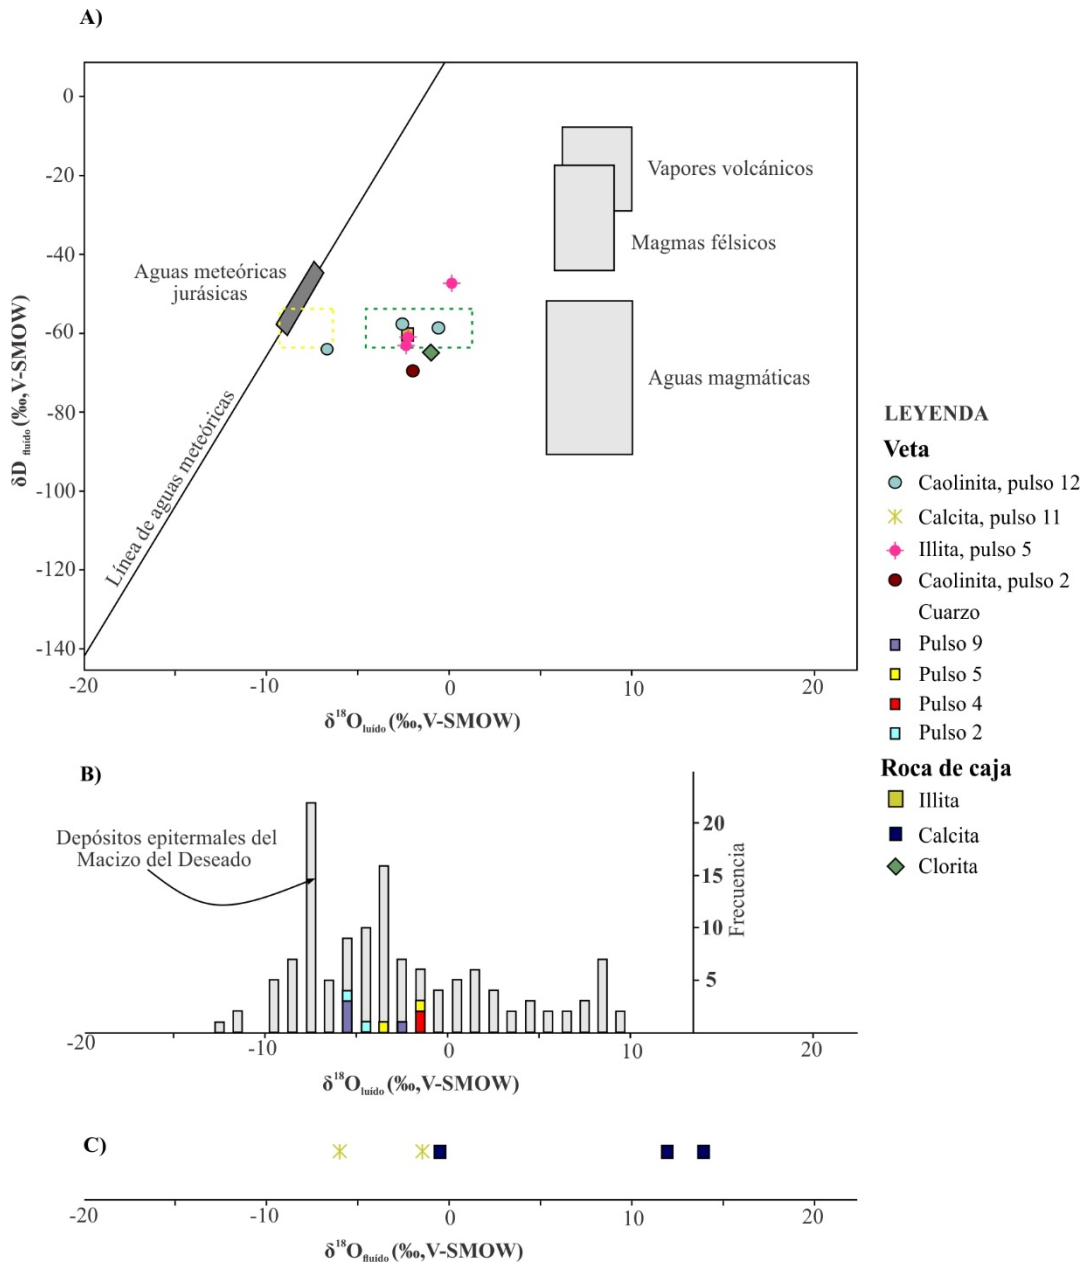 A)
0
-20
-40
-60
-80
-100
-120
-140
δD fluído (‰,V-SMOW)
Vapores volcánicos
Magmas félsicos
Aguas meteóricas
jurásicas
Aguas magmáticas
Línea de aguas meteóricas
-20
-10
0
10
20
δ¹⁸O luído (‰,V-SMOW)
LEYENDA
Veta
Caolinita, pulso 12
Calcita, pulso 11
Illita, pulso 5
Caolinita, pulso 2
Cuarzo
Pulso 9
Pulso 5
Pulso 4
Pulso 2
Roca de caja
Illita
Calcita
Clorita
B)
Depósitos epitermales del
Macizo del Deseado
20
15
10
5
Frecuencia
-20
-10
0
10
20
δ¹⁸O luído (‰,V-SMOW)
C)
-20
-10
0
10
20
δ¹⁸O fluído (‰,V-SMOW)